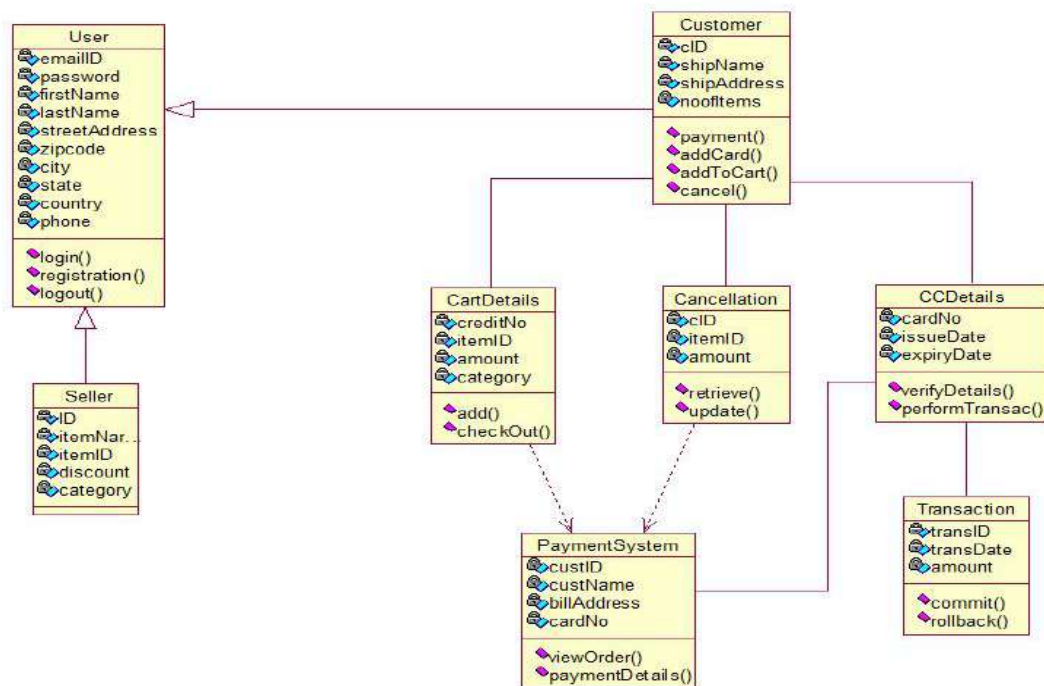 User
emailID
password
firstName
lastName
streetAddress
zipcode
city
state
country
phone
login()
registration()
logout()
Customer
cID
shipName
shipAddress
noofItems
payment()
addCard()
addToCart()
cancel()
CartDetails
creditNo
itemID
amount
category
add()
checkOut()
Cancellation
cID
itemID
amount
retrieve()
update()
CCDetails
cardNo
issueDate
expiryDate
verifyDetails()
performTransac()
Seller
ID
itemNar...
itemID
discount
category
PaymentSystem
custID
custName
billAddress
cardNo
viewOrder()
paymentDetails()
Transaction
transID
transDate
amount
commit()
rollback()